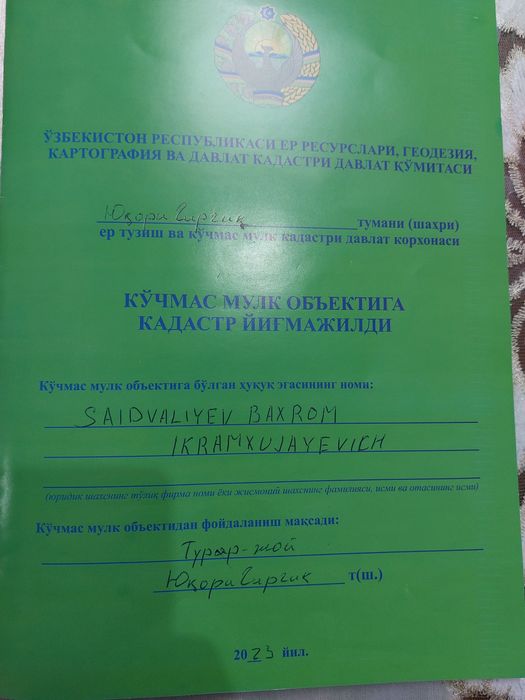 ЎЗБЕКИСТОН РЕСПУБЛИКАСИ ЕР РЕСУРСЛАРИ, ГЕОДЕЗИЯ,
КАРТОГРАФИЯ ВА ДАВЛАТ КАДАСТРИ ДАВЛАТ ҚЎМИТАСИ
Юқори Чирчиқ тумани (шахри)
ер тузиш ва кўчмас мулк кадастри давлат корхонаси
КЎЧМАС МУЛК ОБЪЕКТИГА
КАДАСТР ЙИҒМАЖИЛДИ
Кўчмас мулк объектига бўлган ҳуқуқ эгасининг номи:
SAIDVALIYEV BAXROM
IKRAMXUJAYEVICH
(юридик шахснинг тўлиқ фирма номи ёки жисмоний шахснинг фамилияси, исми ва отасининг исми)
Кўчмас мулк объектидан фойдаланиш мақсади:
Турар-жой
Юқори Чирчиқ т(ш.)
2023 йил.